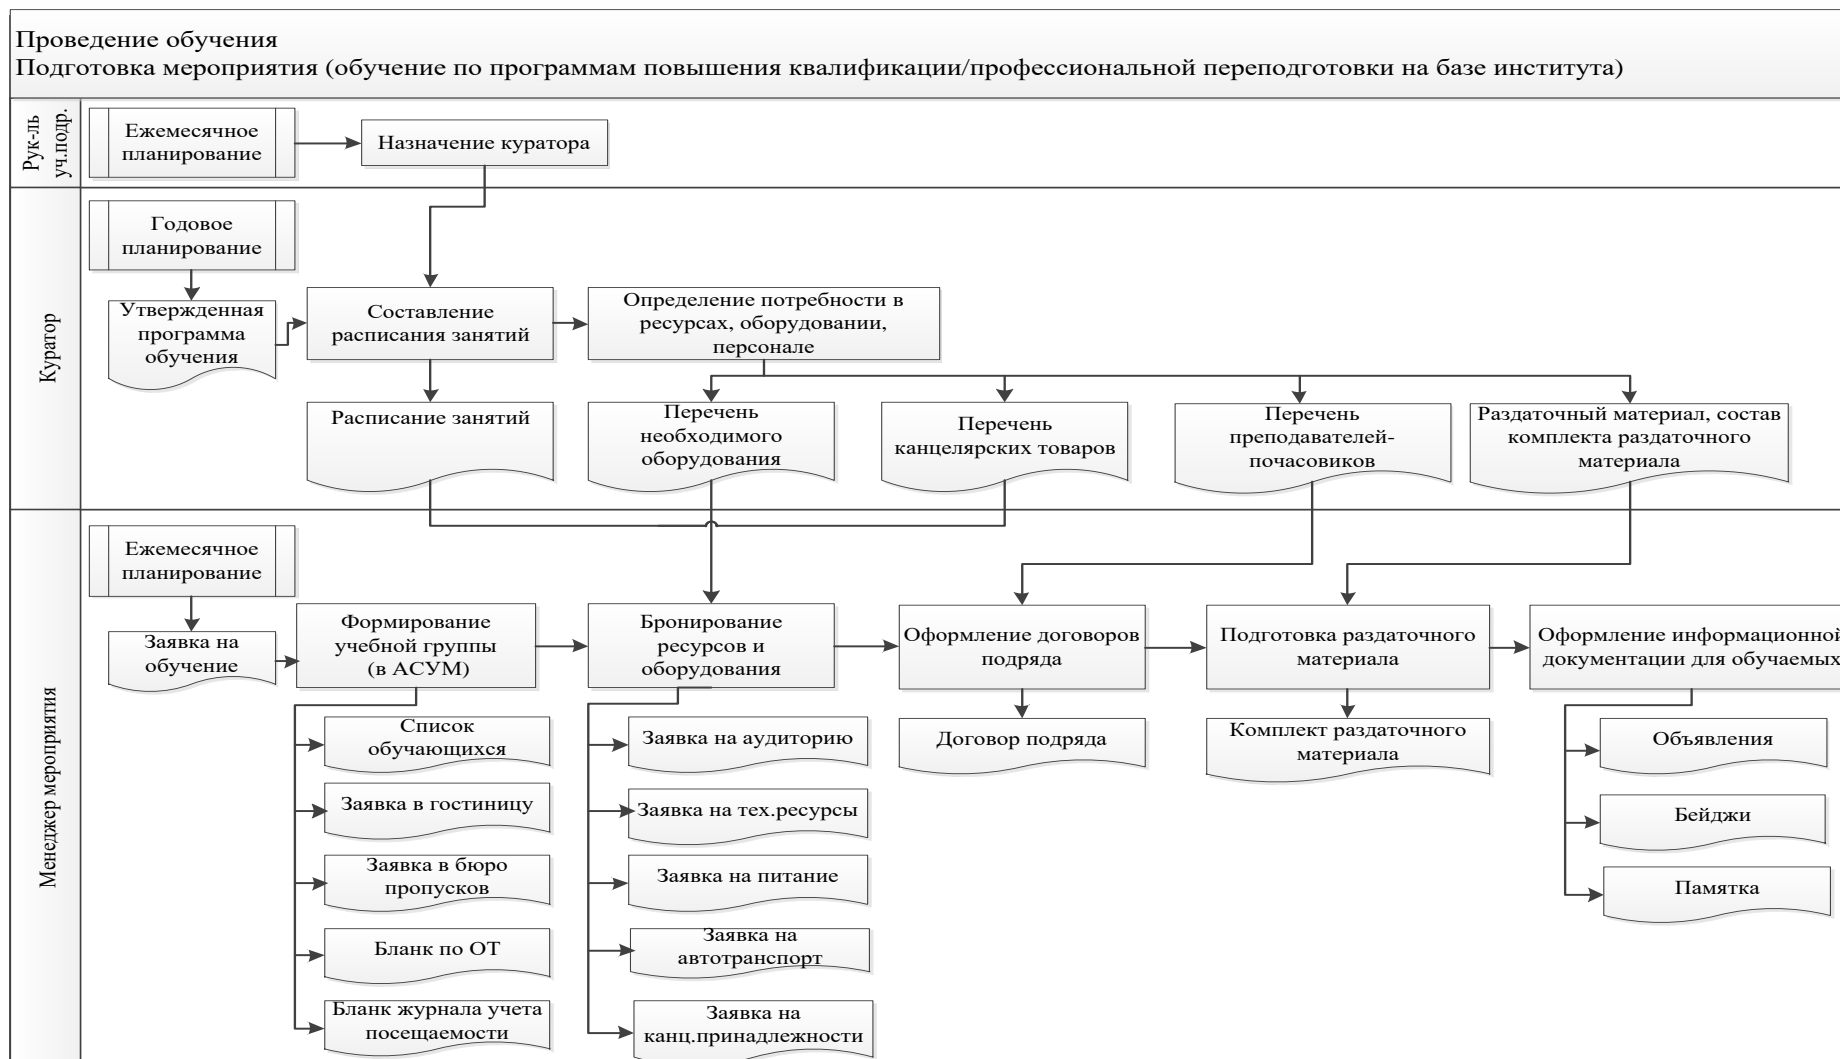 Проведение обучения
Подготовка мероприятия (обучение по программам повышения квалификации/профессиональной переподготовки на базе института)
Рук-ль
уч.подр.
Ежемесячное
планирование
Назначение куратора
Куратор
Годовое
планирование
Утвержденная
программа
обучения
Составление
расписания занятий
Определение потребности в
ресурсах, оборудовании,
персонале
Расписание занятий
Перечень
необходимого
оборудования
Перечень
канцелярских товаров
Перечень
преподавателей-
почасовиков
Раздаточный материал, состав
комплекта раздаточного
материала
Менеджер мероприятия
Ежемесячное
планирование
Заявка на
обучение
Формирование
учебной группы
(в АСУМ)
Бронирование
ресурсов и
оборудования
Оформление договоров
подряда
Подготовка раздаточного
материала
Оформление информационной
документации для обучаемых
Список
обучающихся
Заявка в гостиницу
Заявка в бюро
пропусков
Бланк по ОТ
Бланк журнала учета
посещаемости
Заявка на аудиторию
Заявка на тех.ресурсы
Заявка на питание
Заявка на
автотранспорт
Заявка на
канц.принадлежности
Договор подряда
Комплект раздаточного
материала
Объявления
Бейджи
Памятка